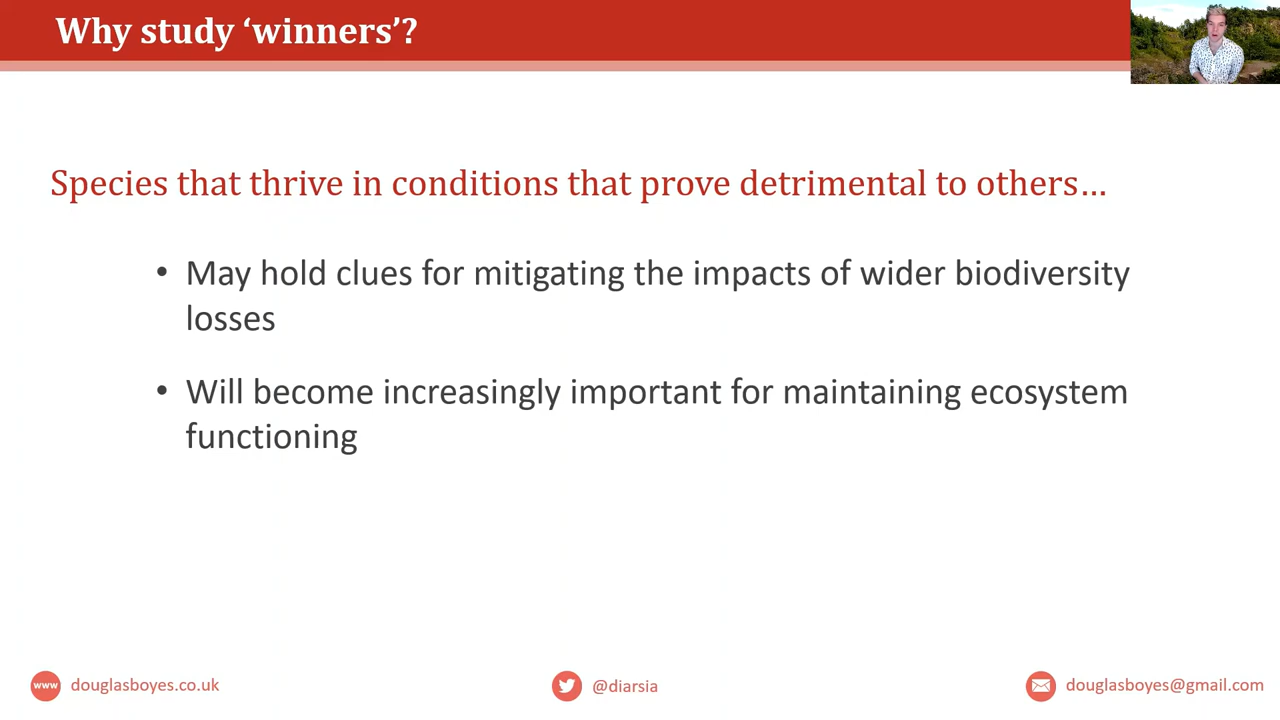 Why study ‘winners’?
Species that thrive in conditions that prove detrimental to others…
• May hold clues for mitigating the impacts of wider biodiversity
losses
• Will become increasingly important for maintaining ecosystem
functioning
www douglasboyes.co.uk
@diarsia
douglasboyes@gmail.com